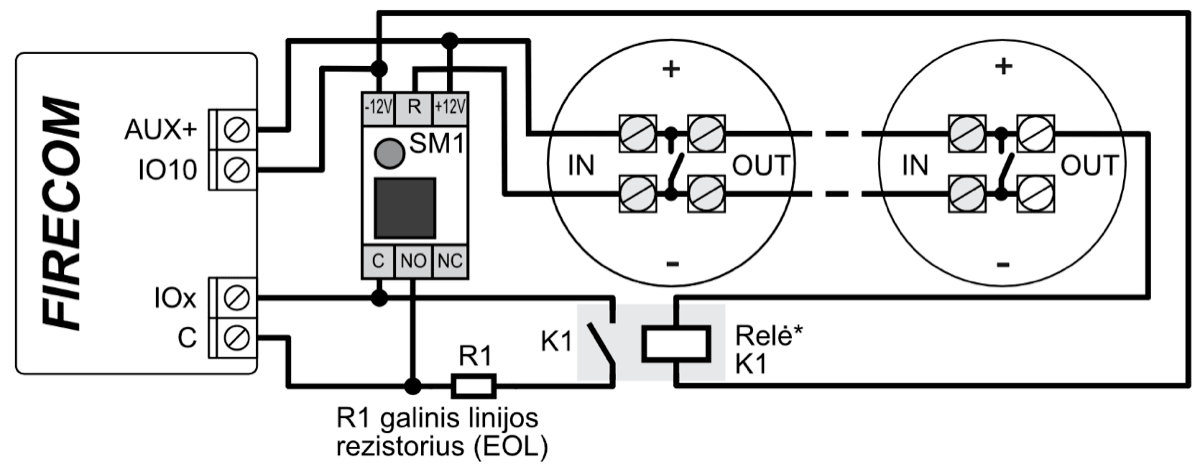 FIRECOM
AUX+
IO10
IOx
C
-12V R +12V
SM1
C NO NC
+
IN OUT
-
+
IN OUT
-
K1
Relė*
K1
R1
R1 galinis linijos
rezistorius (EOL)